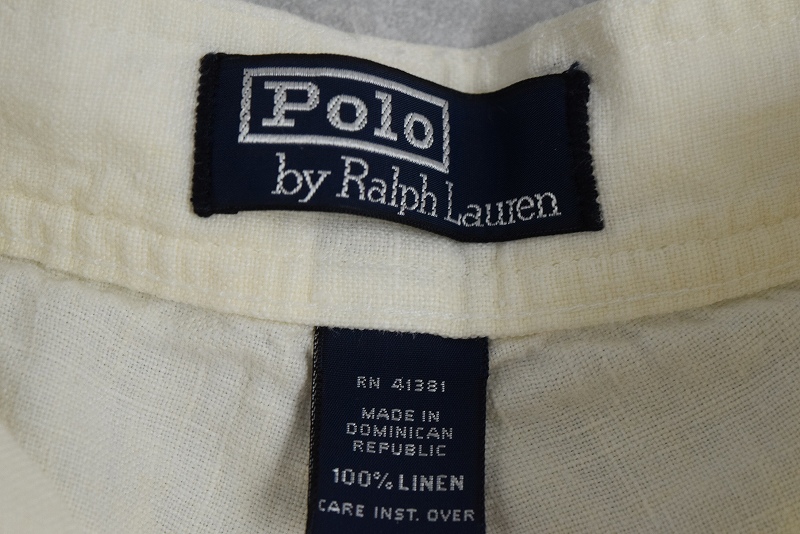 Polo
by Ralph Lauren
RN 41381
MADE IN
DOMINICAN
REPUBLIC
100% LINEN
CARE INST. OVER